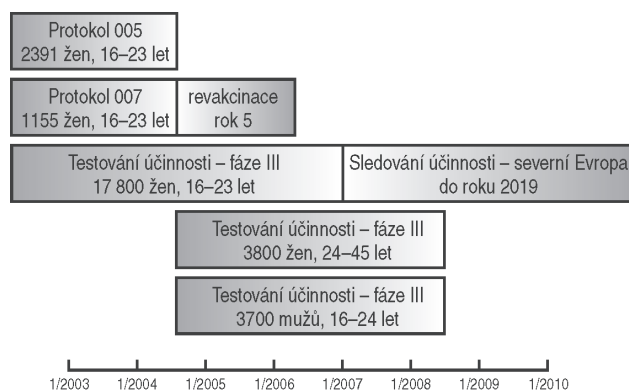 Protokol 005
2391 žen, 16–23 let
Protokol 007
1155 žen, 16–23 let
revakcinace
rok 5
Testování účinnosti – fáze III
17 800 žen, 16–23 let
Sledování účinnosti – severní Evropa
do roku 2019
Testování účinnosti – fáze III
3800 žen, 24–45 let
Testování účinnosti – fáze III
3700 mužů, 16–24 let
1/2003 1/2004 1/2005 1/2006 1/2007 1/2008 1/2009 1/2010